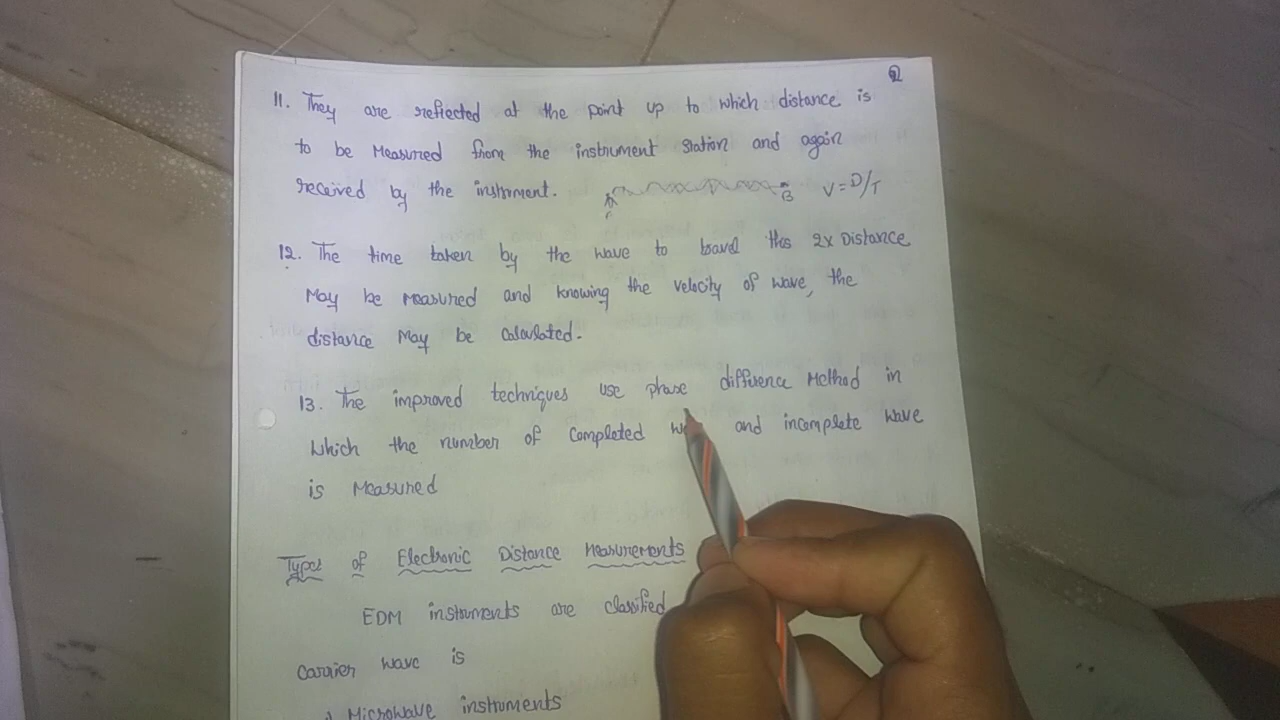 2
11. They are reflected at the point up to which distance is
to be Measured from the instrument Station and again
received by the instrment. B V = D/T
12. The time taken by the wave to travel this 2x Distance
May be Measured and knowing the velocity of wave, the
distance May be Calculated.
13. The improved techniques use phase difference Method in
Which the number of Completed and incomplete wave
is Measured
Types of Electronic Distance Measurements
EDM instruments are classified
Carrier wave is
Microwave instruments